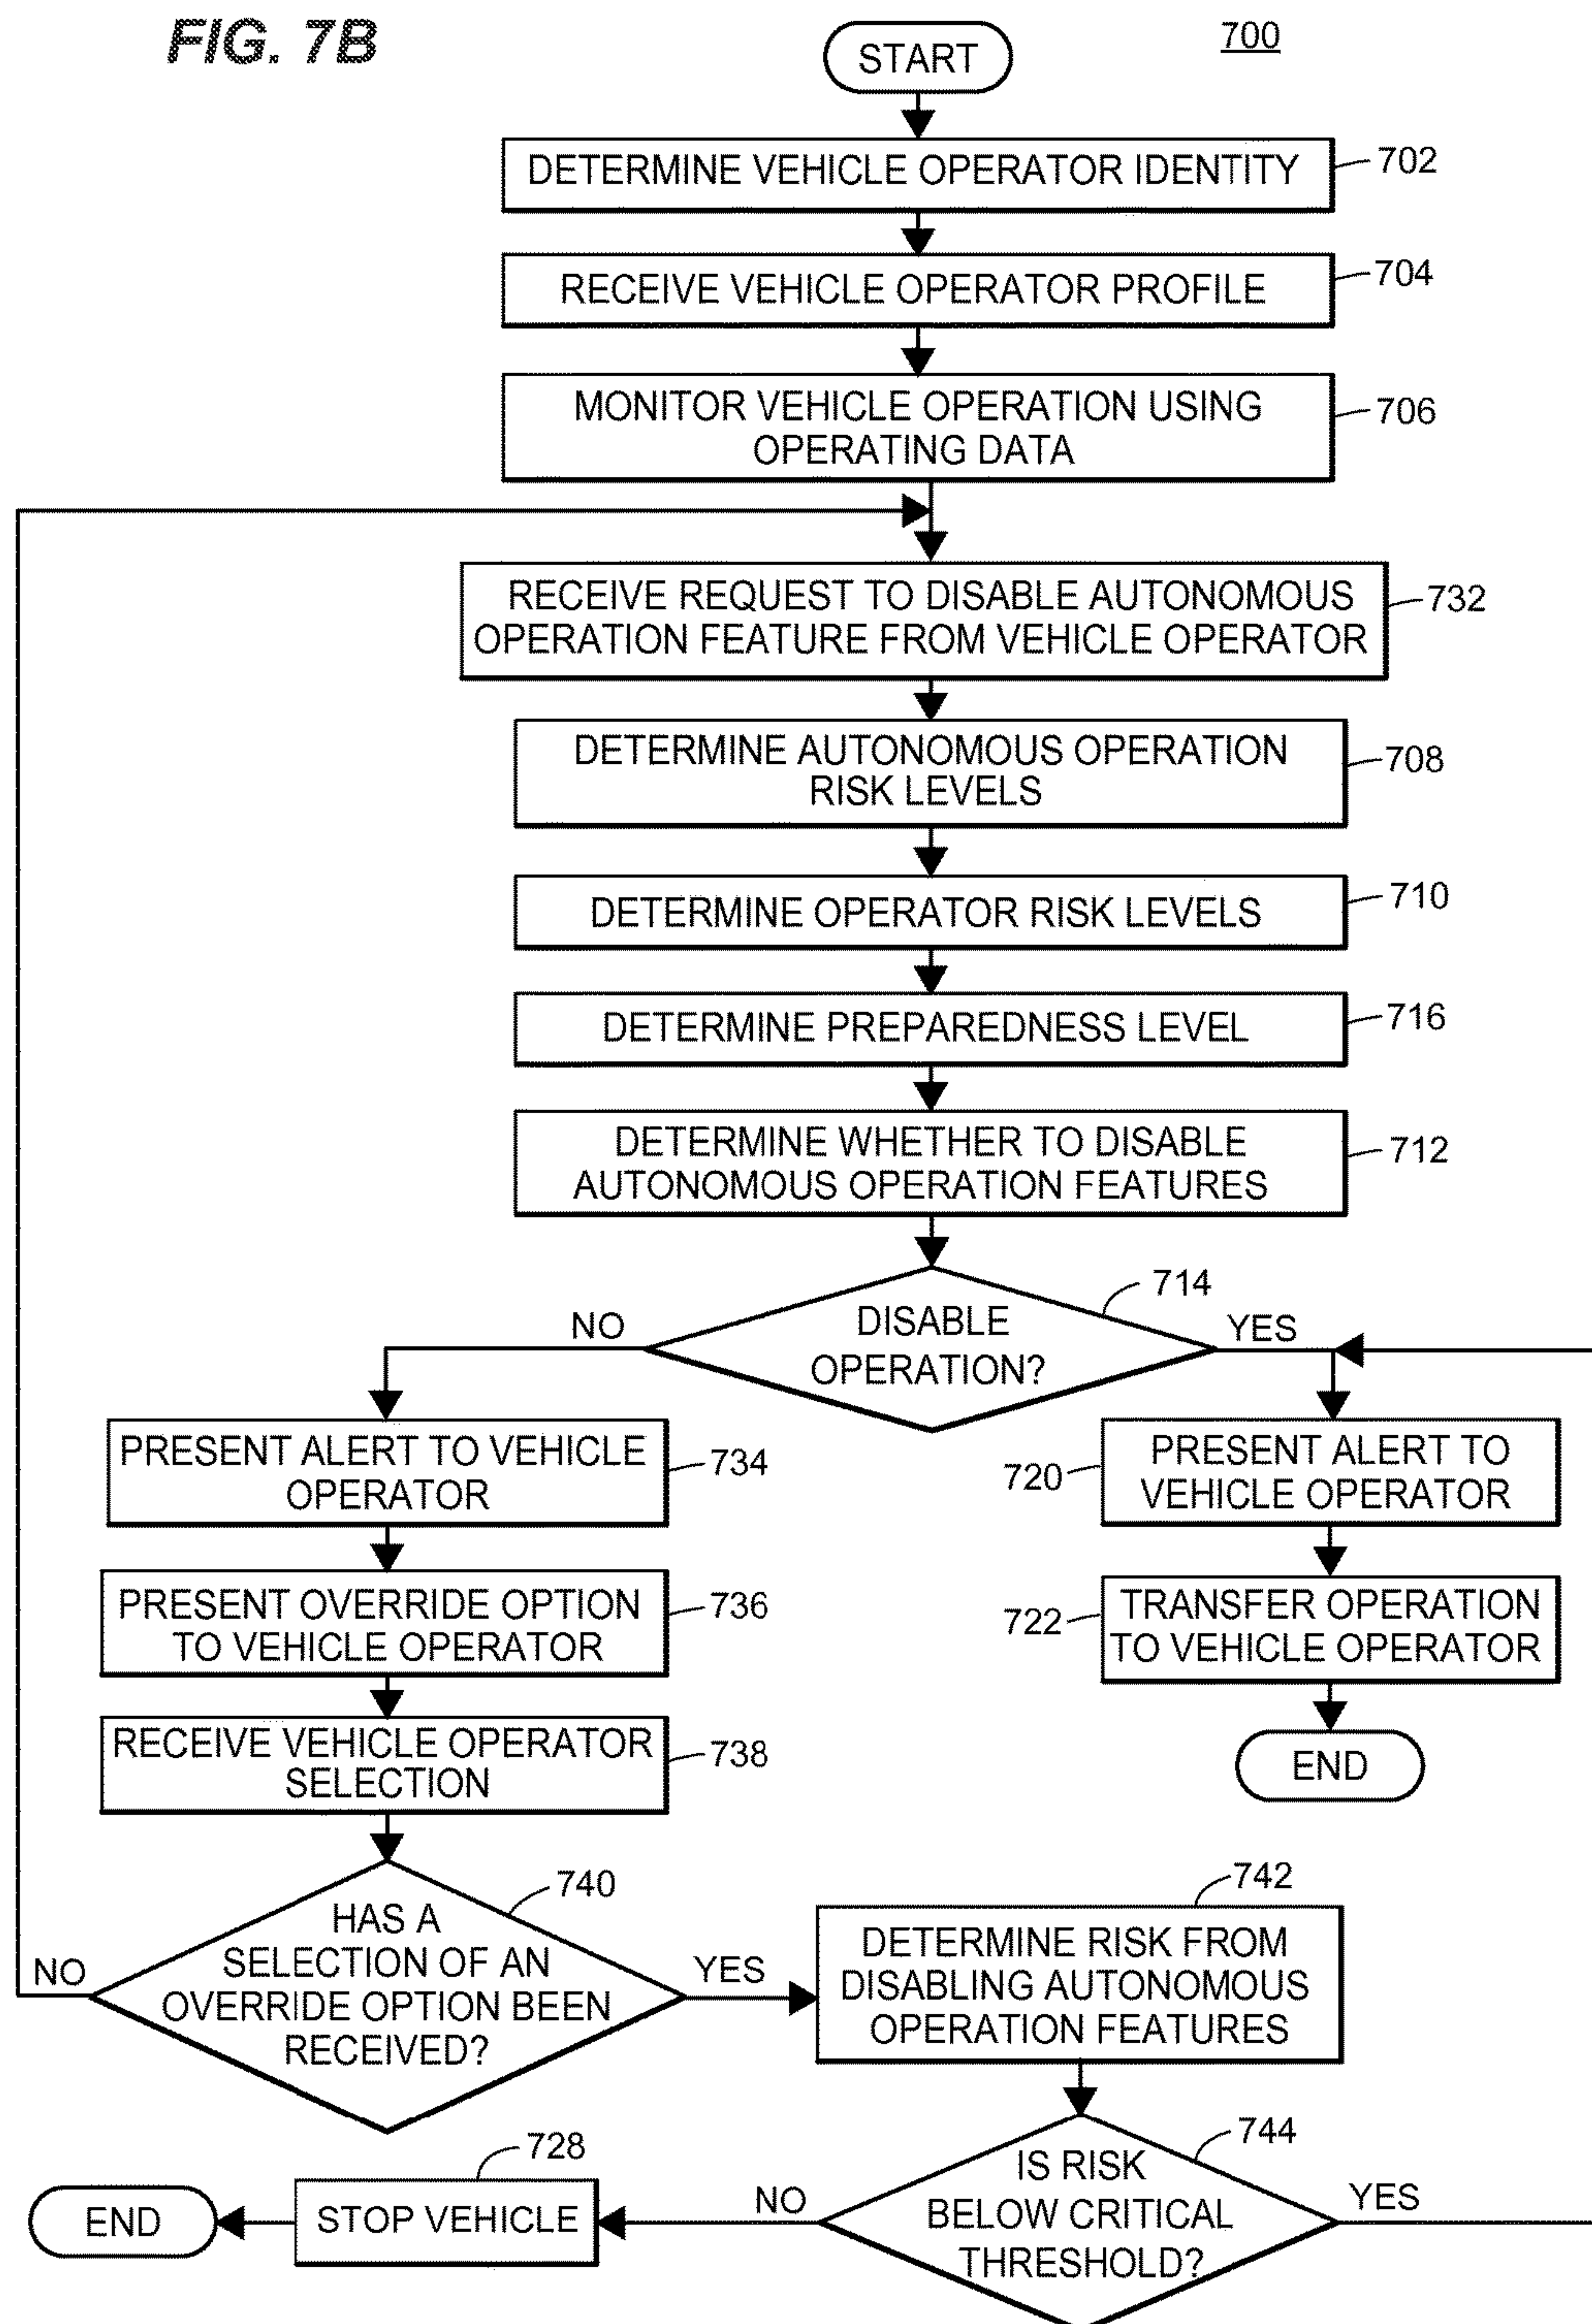 FIG. 7B
700
START
DETERMINE VEHICLE OPERATOR IDENTITY
702
RECEIVE VEHICLE OPERATOR PROFILE
704
MONITOR VEHICLE OPERATION USING
OPERATING DATA
706
RECEIVE REQUEST TO DISABLE AUTONOMOUS
OPERATION FEATURE FROM VEHICLE OPERATOR
732
DETERMINE AUTONOMOUS OPERATION
RISK LEVELS
708
DETERMINE OPERATOR RISK LEVELS
710
DETERMINE PREPAREDNESS LEVEL
716
DETERMINE WHETHER TO DISABLE
AUTONOMOUS OPERATION FEATURES
712
DISABLE
OPERATION?
714
NO
YES
PRESENT ALERT TO VEHICLE
OPERATOR
734
PRESENT ALERT TO
VEHICLE OPERATOR
720
PRESENT OVERRIDE OPTION
TO VEHICLE OPERATOR
736
TRANSFER OPERATION
TO VEHICLE OPERATOR
722
RECEIVE VEHICLE OPERATOR
SELECTION
738
END
HAS A
SELECTION OF AN
OVERRIDE OPTION BEEN
RECEIVED?
740
NO
YES
DETERMINE RISK FROM
DISABLING AUTONOMOUS
OPERATION FEATURES
742
IS RISK
BELOW CRITICAL
THRESHOLD?
744
NO
YES
STOP VEHICLE
728
END